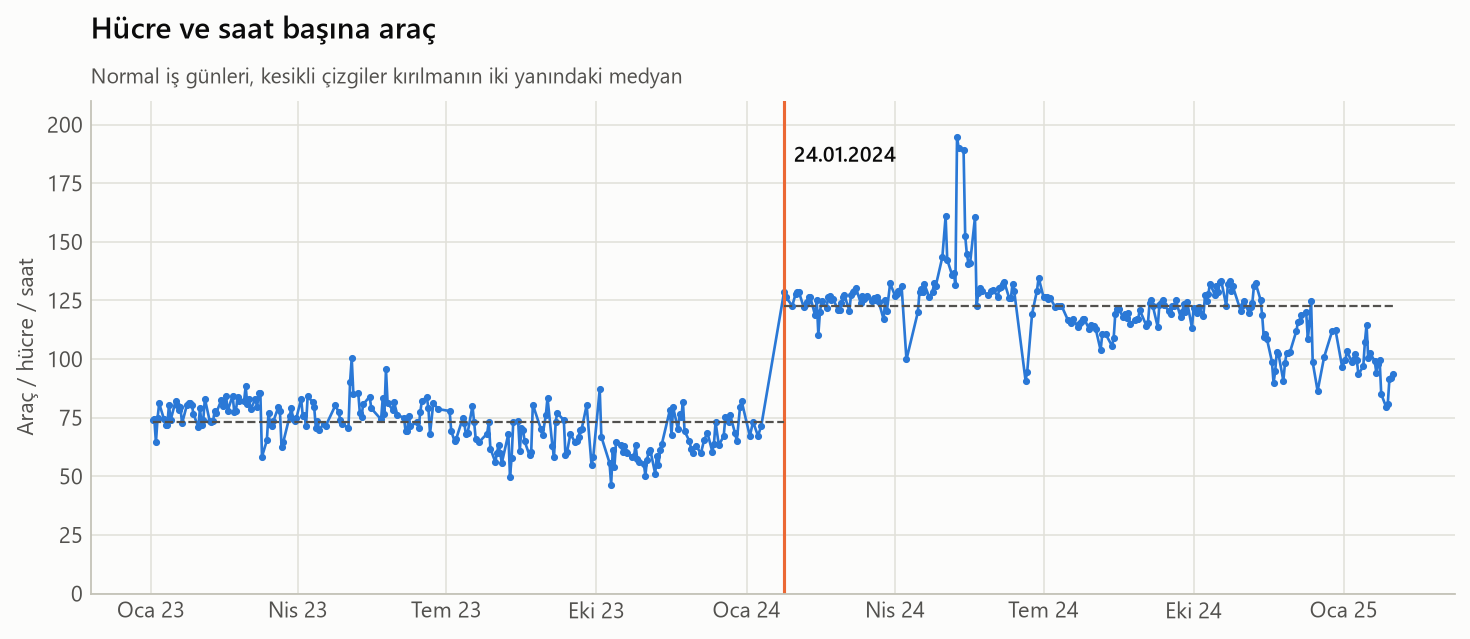 Hücre ve saat başına araç
Normal iş günleri, kesikli çizgiler kırılmanın iki yanındaki medyan
Araç / hücre / saat
200
175
150
125
100
75
50
25
0
24.01.2024
Oca 23 Nis 23 Tem 23 Eki 23 Oca 24 Nis 24 Tem 24 Eki 24 Oca 25